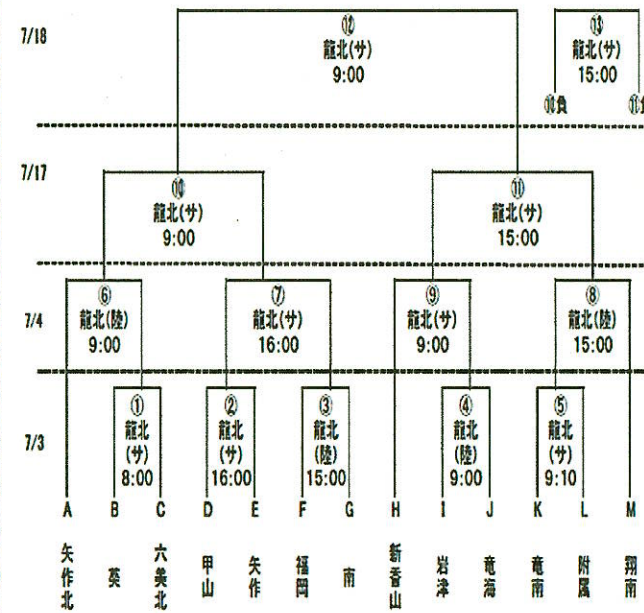 7/18
⑫
龍北(サ)
9:00
⑬
龍北(サ)
15:00
⑩負
⑪負
7/17
⑩
龍北(サ)
9:00
⑪
龍北(サ)
15:00
7/4
⑥
龍北(陸)
9:00
⑦
龍北(サ)
16:00
⑨
龍北(サ)
9:00
⑧
龍北(陸)
15:00
7/3
①
龍北
(サ)
8:00
②
龍北
(サ)
16:00
③
龍北
(陸)
15:00
④
龍北
(陸)
9:00
⑤
龍北
(サ)
9:10
A B C D E F G H I J K L M
矢作北
葵
六美北
甲山
矢作
福岡
南
新香山
岩津
竜海
竜南
附属
翔南